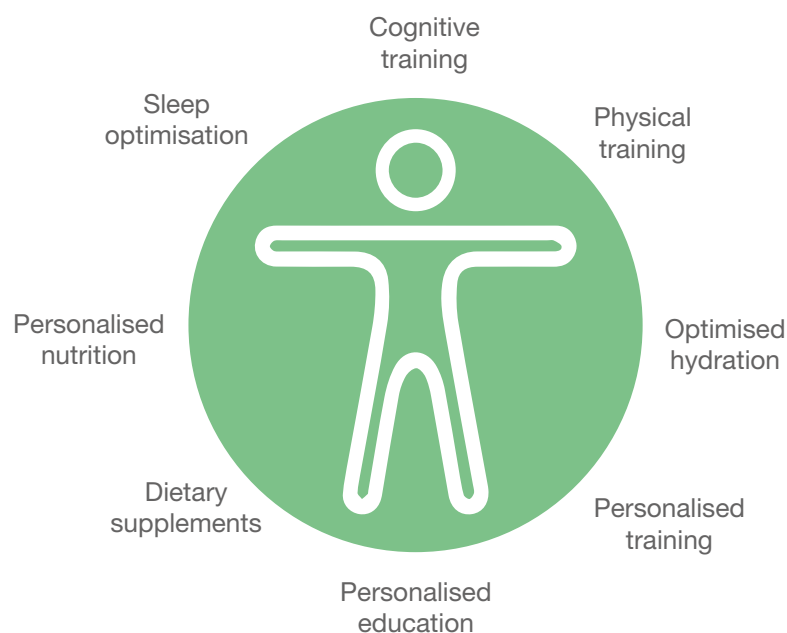 Cognitive
training
Physical
training
Optimised
hydration
Personalised
training
Personalised
education
Dietary
supplements
Personalised
nutrition
Sleep
optimisation